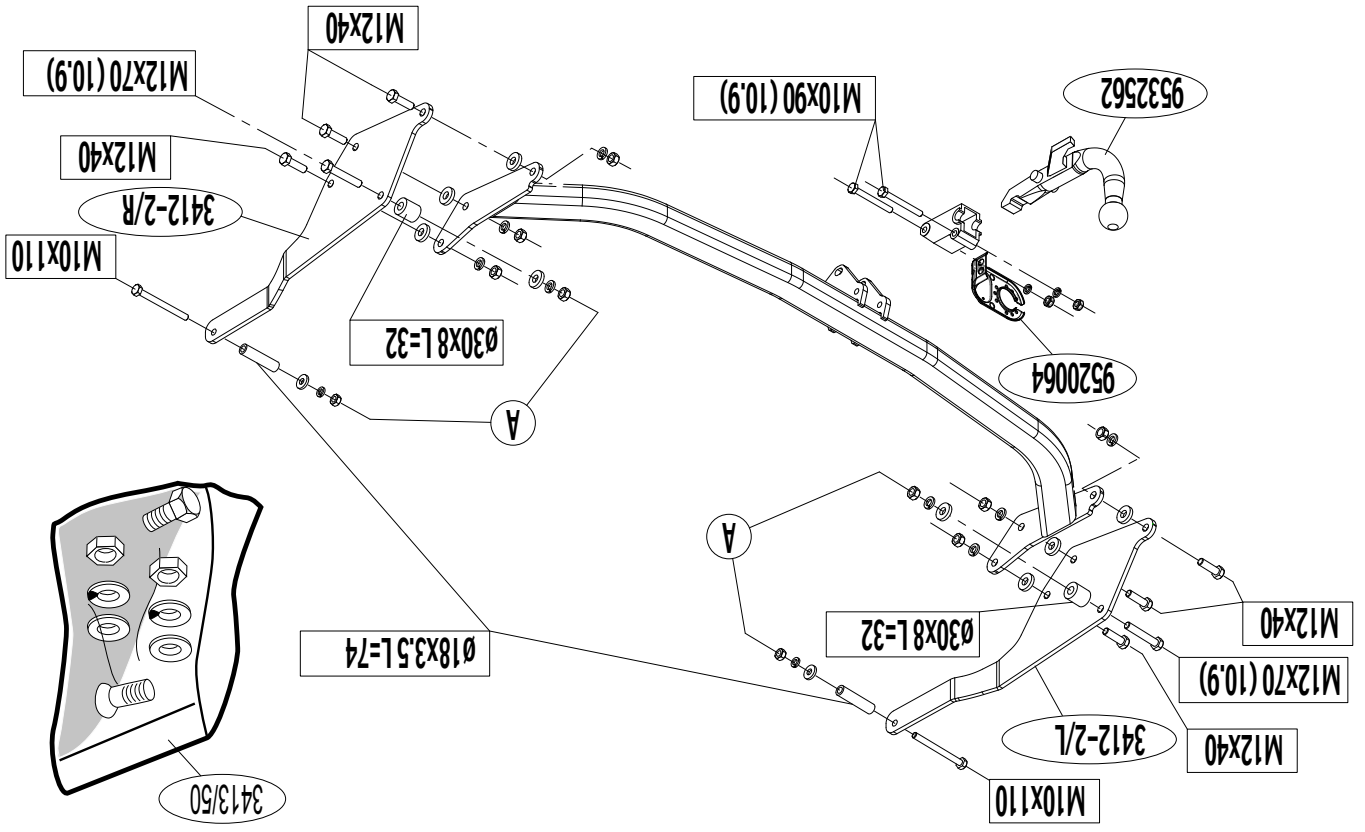 M10x110
3413/50
M12x40
3412-2/L
M12x70 (10.9)
ø18x3.5 L=74
ø30x8 L=32
M12x40
A
A
9520064
ø30x8 L=32
M10x110
3412-2/R
M12x40
9532562
M10x90 (10.9)
M12x70 (10.9)
M12x40